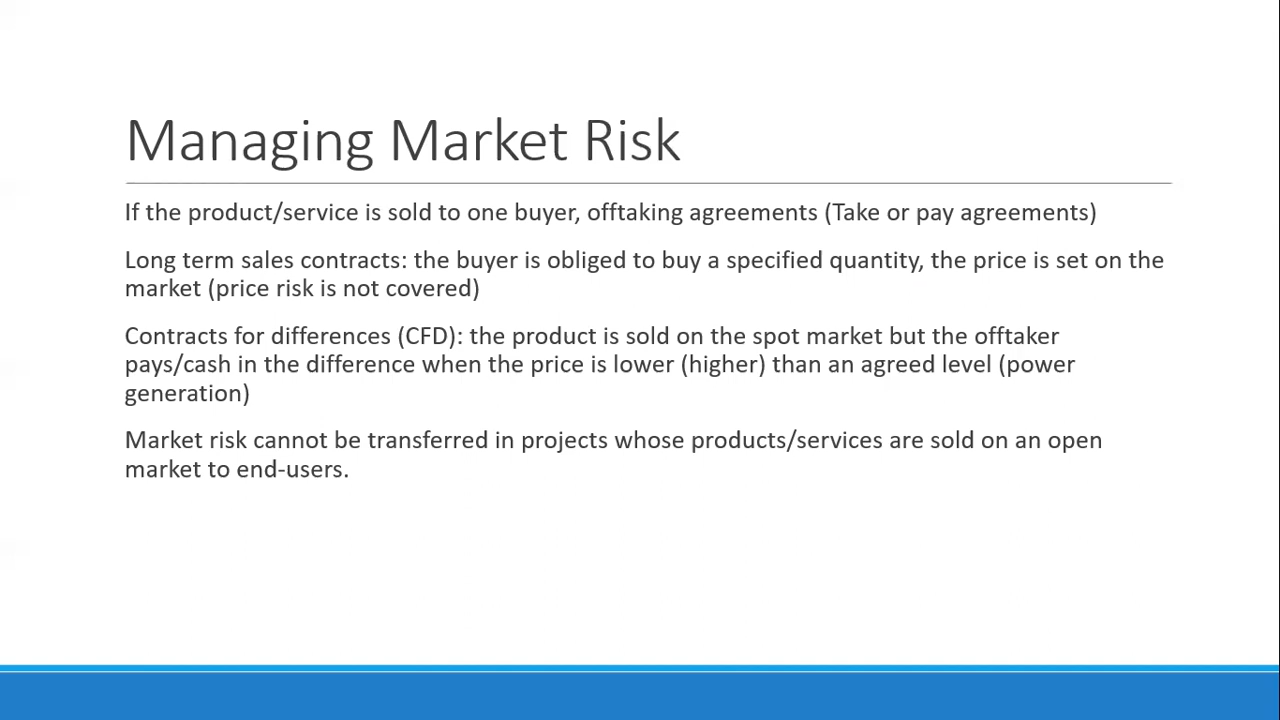 Managing Market Risk
If the product/service is sold to one buyer, offtaking agreements (Take or pay agreements)
Long term sales contracts: the buyer is obliged to buy a specified quantity, the price is set on the
market (price risk is not covered)
Contracts for differences (CFD): the product is sold on the spot market but the offtaker
pays/cash in the difference when the price is lower (higher) than an agreed level (power
generation)
Market risk cannot be transferred in projects whose products/services are sold on an open
market to end-users.